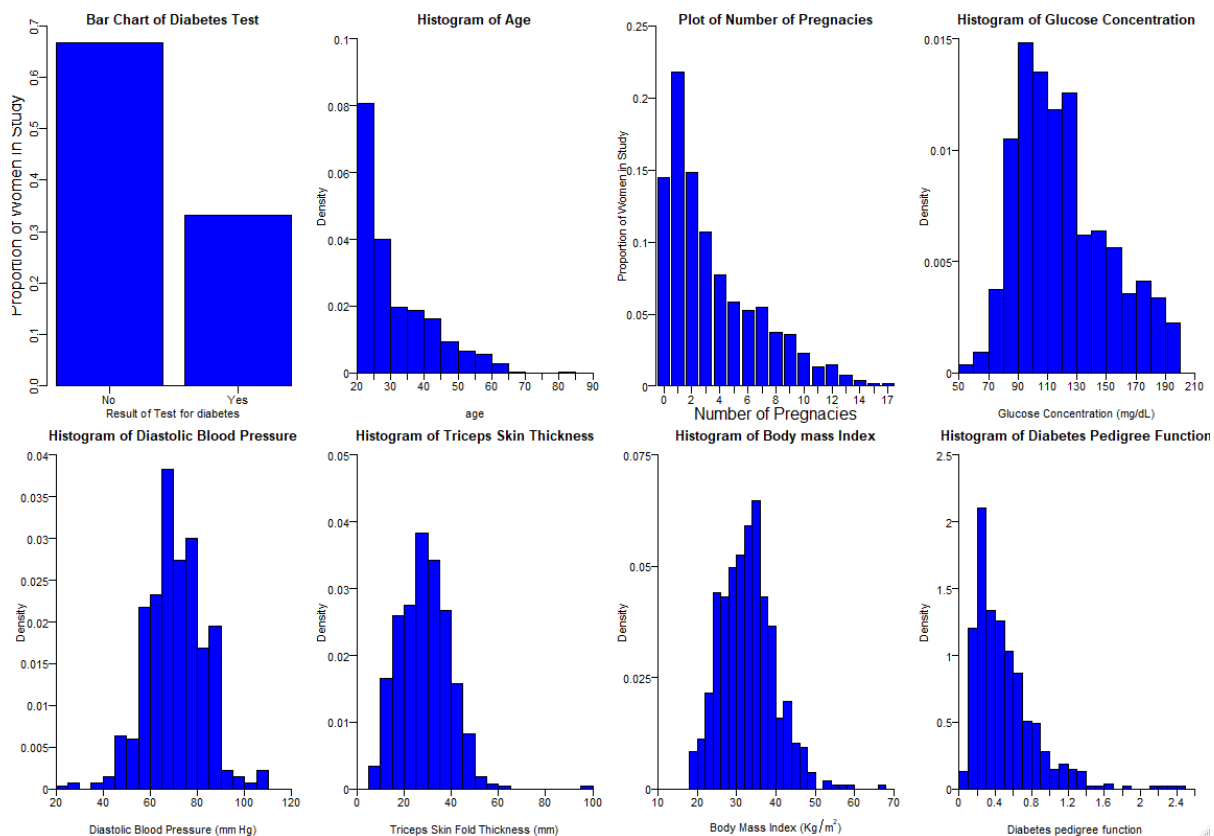 Bar Chart of Diabetes Test
0.7
0.6
0.5
0.4
0.3
0.2
0.1
0.0
Proportion of Women in Study
No Yes
Result of Test for diabetes
Histogram of Age
0.1
0.08
0.06
0.04
0.02
0
Density
20 30 40 50 60 70 80 90
age
Plot of Number of Pregnacies
0.25
0.2
0.15
0.1
0.05
0
Proportion of Women in Study
0 2 4 6 8 10 12 14 17
Number of Pregnacies
Histogram of Glucose Concentration
0.015
0.01
0.005
0
Density
50 70 90 110 130 150 170 190 210
Glucose Concentration (mg/dL)
Histogram of Diastolic Blood Pressure
0.04
0.035
0.03
0.025
0.02
0.015
0.01
0.005
0
Density
20 40 60 80 100 120
Diastolic Blood Pressure (mm Hg)
Histogram of Triceps Skin Thickness
0.05
0.04
0.03
0.02
0.01
0
Density
0 20 40 60 80 100
Triceps Skin Fold Thickness (mm)
Histogram of Body mass Index
0.075
0.05
0.025
0
Density
10 20 30 40 50 60 70
Body Mass Index (Kg/m²)
Histogram of Diabetes Pedigree Function
2.5
2
1.5
1
0.5
0
Density
0 0.4 0.8 1.2 1.6 2 2.4
Diabetes pedigree function